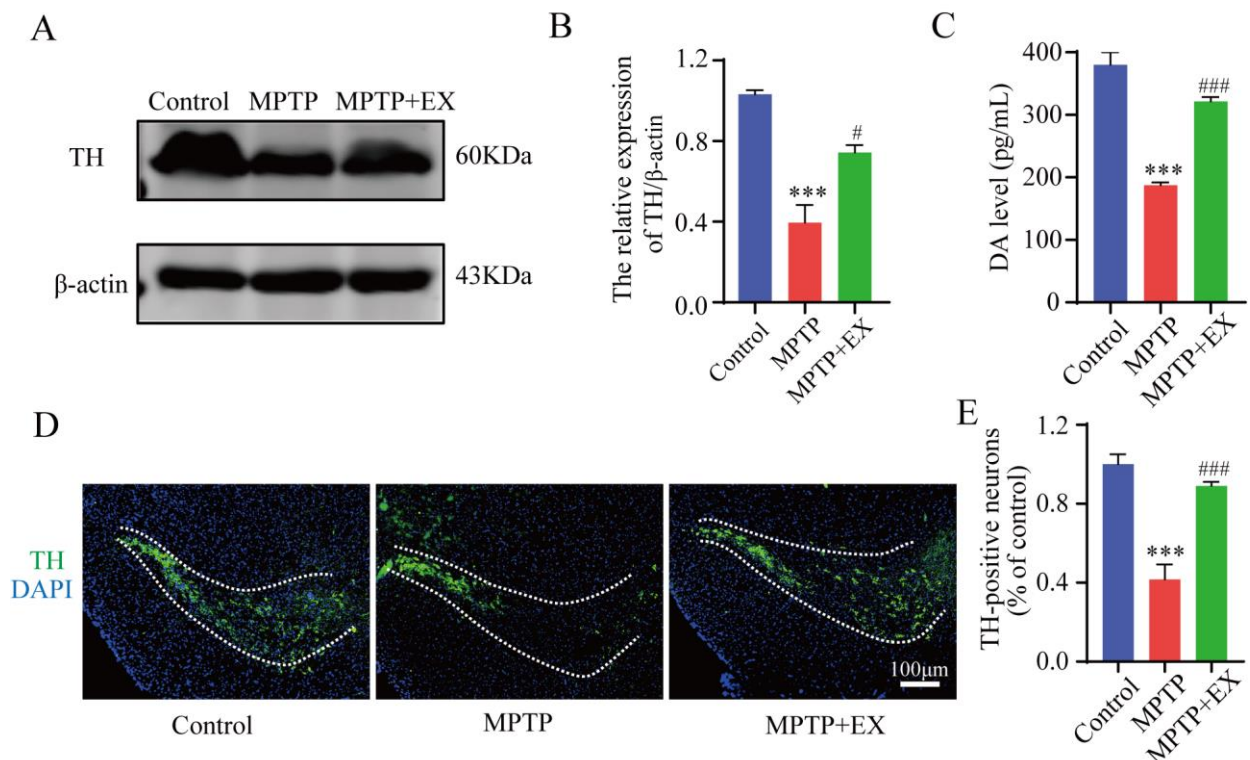 A
Control MPTP MPTP+EX
TH
60KDa
β-actin
43KDa
B
The relative expression
of TH/β-actin
1.2
0.8
0.4
0.0
***
#
Control
MPTP
MPTP+EX
C
DA level (pg/mL)
400
300
200
100
0
***
###
Control
MPTP
MPTP+EX
D
TH
DAPI
100μm
Control
MPTP
MPTP+EX
E
TH-positive neurons
(% of control)
1.2
0.8
0.4
0.0
***
###
Control
MPTP
MPTP+EX